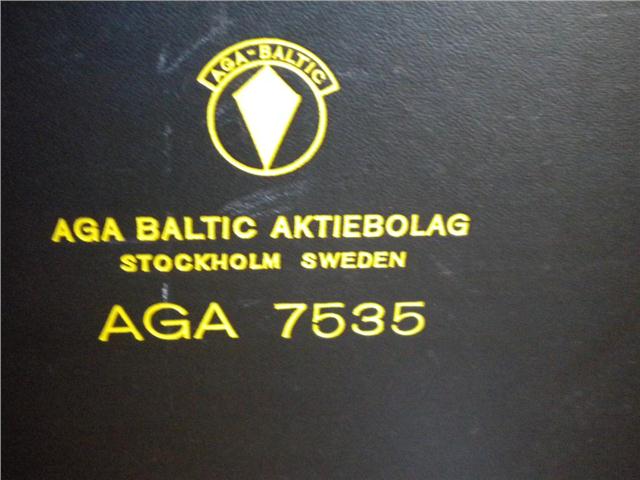 AGA-BALTIC
AGA BALTIC AKTIEBOLAG
STOCKHOLM SWEDEN
AGA 7535